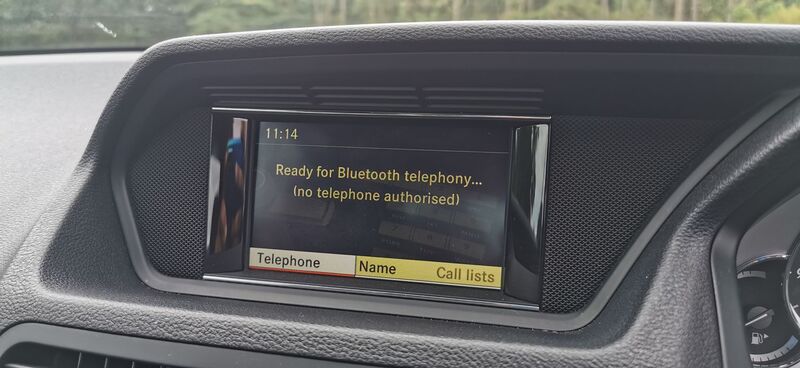 11:14
Ready for Bluetooth telephony...
(no telephone authorised)
Telephone Name Call lists